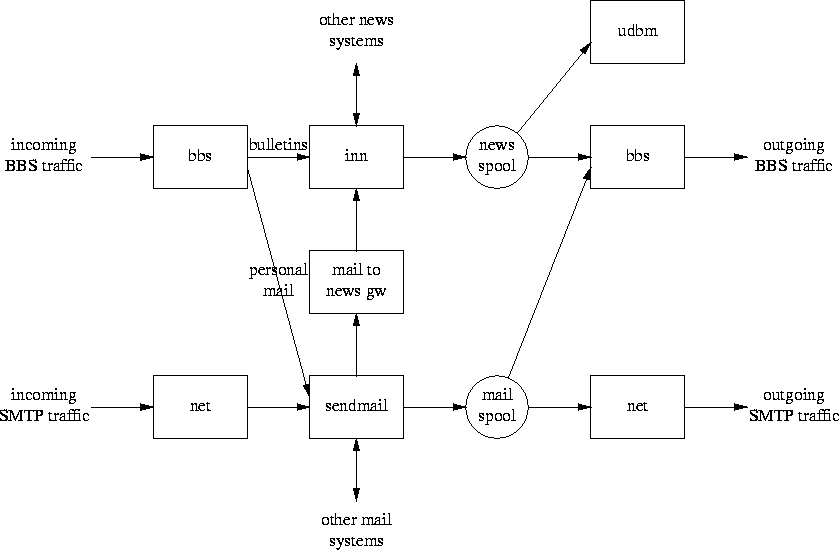 other news
systems
udbm
incoming
BBS traffic
bbs
bulletins
inn
news
spool
bbs
outgoing
BBS traffic
personal
mail
mail to
news gw
incoming
SMTP traffic
net
sendmail
mail
spool
net
outgoing
SMTP traffic
other mail
systems